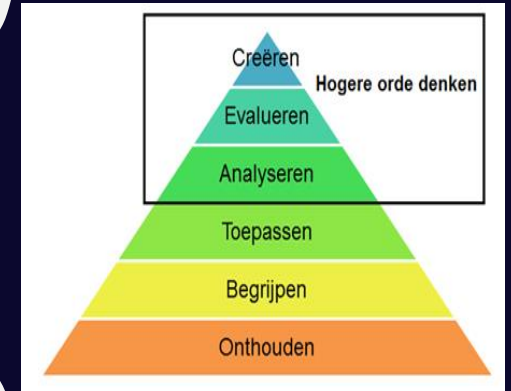 Creëren
Hogere orde denken
Evalueren
Analyseren
Toepassen
Begrijpen
Onthouden